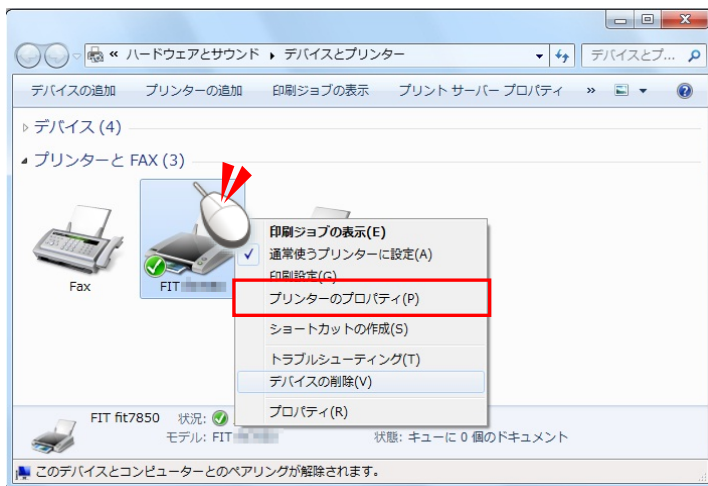 « ハードウェアとサウンド ▸ デバイスとプリンター
デバイスとプ...
デバイスの追加 プリンターの追加 印刷ジョブの表示 プリント サーバー プロパティ »
デバイス (4)
プリンターと FAX (3)
Fax
FIT
印刷ジョブの表示(E)
通常使うプリンターに設定(A)
印刷設定(G)
プリンターのプロパティ(P)
ショートカットの作成(S)
トラブルシューティング(T)
デバイスの削除(V)
プロパティ(R)
FIT fit7850 状況:
モデル: FIT 状態: キューに 0 個のドキュメント
このデバイスとコンピューターとのペアリングが解除されます。